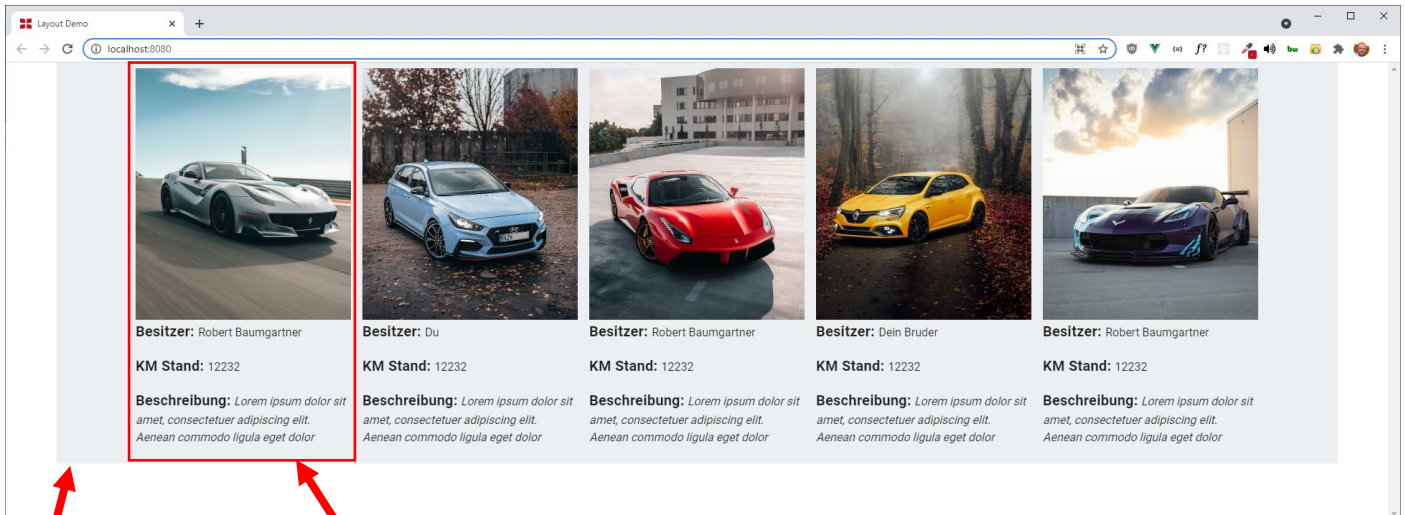 Layout Demo
localhost:8080
Besitzer: Robert Baumgartner
KM Stand: 12232
Beschreibung: Lorem ipsum dolor sit
amet, consectetuer adipiscing elit.
Aenean commodo ligula eget dolor
Besitzer: Du
KM Stand: 12232
Beschreibung: Lorem ipsum dolor sit
amet, consectetuer adipiscing elit.
Aenean commodo ligula eget dolor
Besitzer: Robert Baumgartner
KM Stand: 12232
Beschreibung: Lorem ipsum dolor sit
amet, consectetuer adipiscing elit.
Aenean commodo ligula eget dolor
Besitzer: Dein Bruder
KM Stand: 12232
Beschreibung: Lorem ipsum dolor sit
amet, consectetuer adipiscing elit.
Aenean commodo ligula eget dolor
Besitzer: Robert Baumgartner
KM Stand: 12232
Beschreibung: Lorem ipsum dolor sit
amet, consectetuer adipiscing elit.
Aenean commodo ligula eget dolor